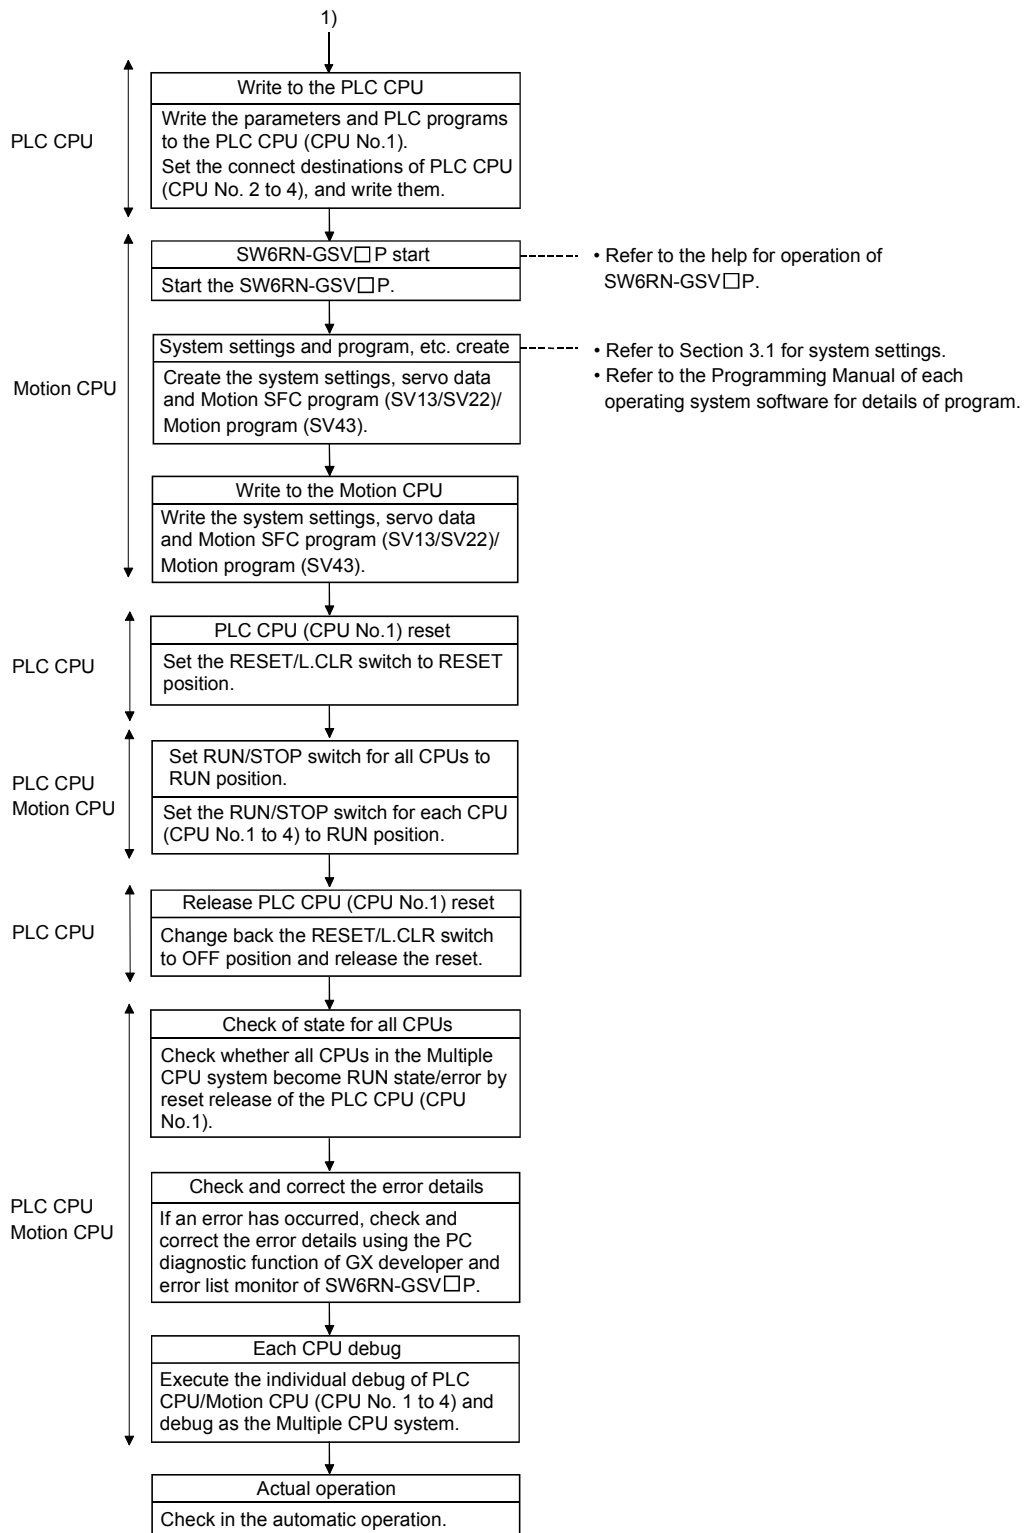 1)
Write to the PLC CPU
PLC CPU
Write the parameters and PLC programs
to the PLC CPU (CPU No.1).
Set the connect destinations of PLC CPU
(CPU No. 2 to 4), and write them.
SW6RN-GSV□P start
Start the SW6RN-GSV□P.
• Refer to the help for operation of
SW6RN-GSV□P.
Motion CPU
System settings and program, etc. create
Create the system settings, servo data
and Motion SFC program (SV13/SV22)/
Motion program (SV43).
• Refer to Section 3.1 for system settings.
• Refer to the Programming Manual of each
operating system software for details of program.
Write to the Motion CPU
Write the system settings, servo data
and Motion SFC program (SV13/SV22)/
Motion program (SV43).
PLC CPU (CPU No.1) reset
PLC CPU
Set the RESET/L.CLR switch to RESET
position.
PLC CPU
Motion CPU
Set RUN/STOP switch for all CPUs to
RUN position.
Set the RUN/STOP switch for each CPU
(CPU No.1 to 4) to RUN position.
Release PLC CPU (CPU No.1) reset
PLC CPU
Change back the RESET/L.CLR switch
to OFF position and release the reset.
Check of state for all CPUs
Check whether all CPUs in the Multiple
CPU system become RUN state/error by
reset release of the PLC CPU (CPU
No.1).
PLC CPU
Motion CPU
Check and correct the error details
If an error has occurred, check and
correct the error details using the PC
diagnostic function of GX developer and
error list monitor of SW6RN-GSV□P.
Each CPU debug
Execute the individual debug of PLC
CPU/Motion CPU (CPU No. 1 to 4) and
debug as the Multiple CPU system.
Actual operation
Check in the automatic operation.